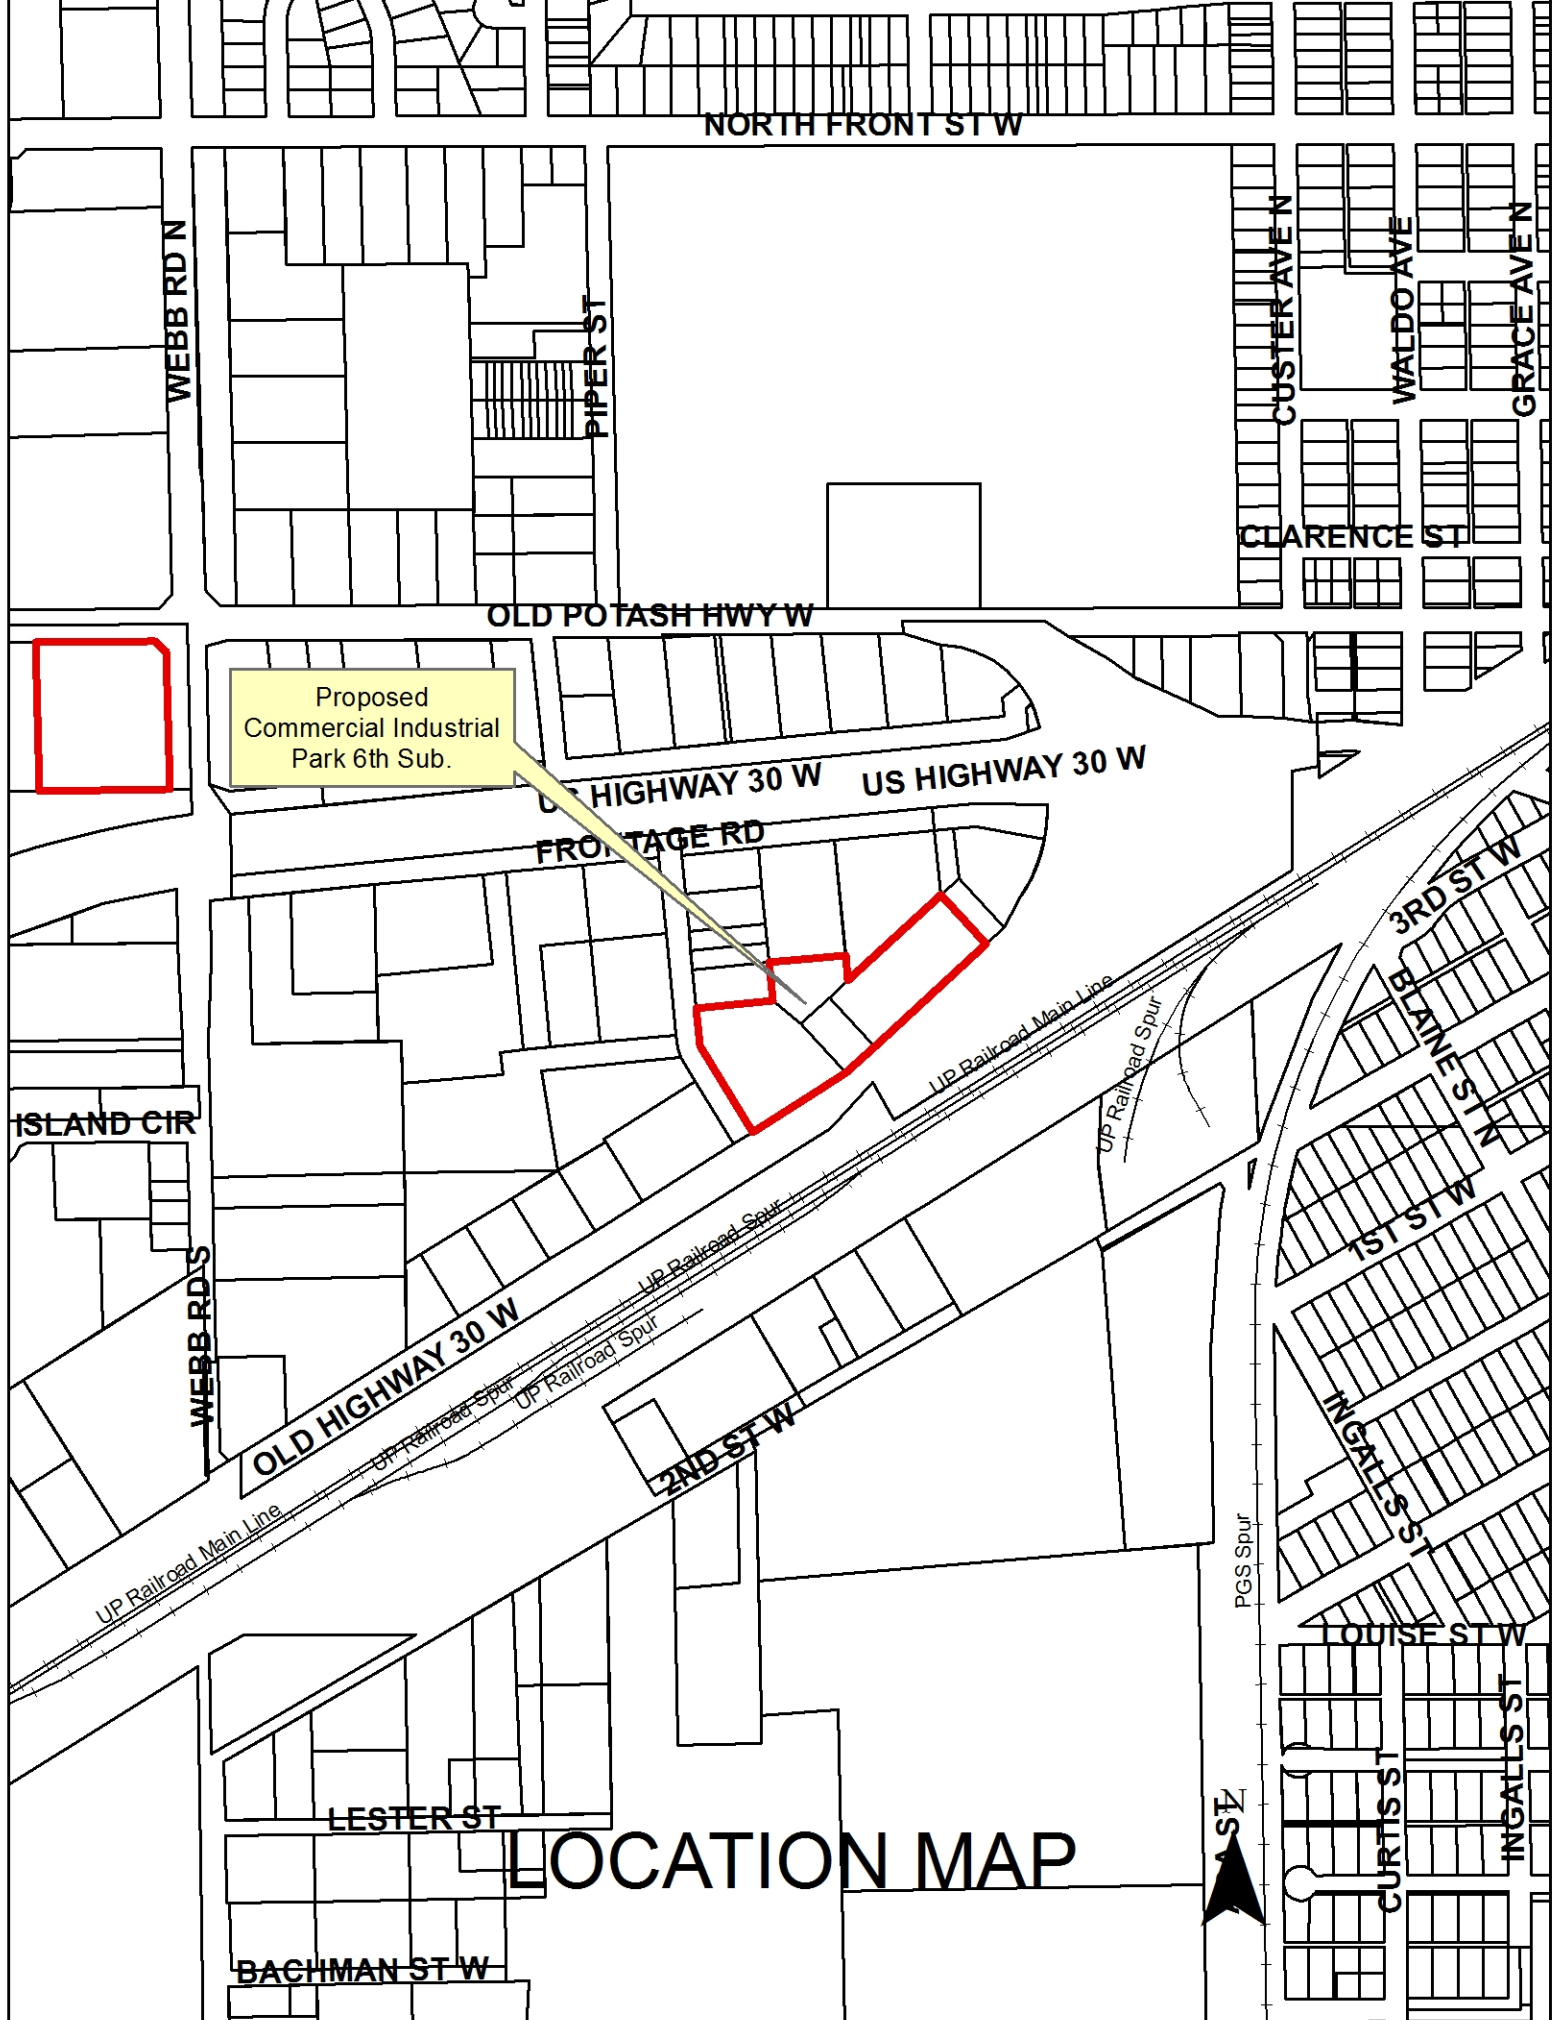 NORTH FRONT ST W
WEBB RD N
PIPER ST
CUSTER AVE N
WALDO AVE
GRACE AVE N
CLARENCE ST
OLD POTASH HWY W
Proposed
Commercial Industrial
Park 6th Sub.
US HIGHWAY 30 W
US HIGHWAY 30 W
FRONTAGE RD
3RD ST W
BLAINE ST N
UP Railroad Main Line
UP Railroad Spur
ISLAND CIR
1ST ST W
WEBB RD S
UP Railroad Spur
OLD HIGHWAY 30 W
UP Railroad Spur
UP Railroad Spur
2ND ST W
INGALLS ST
UP Railroad Main Line
PGS Spur
LOUISE ST W
INGALLS ST
CURTIS ST
LESTER ST
N
LOCATION MAP
BACHMAN ST W